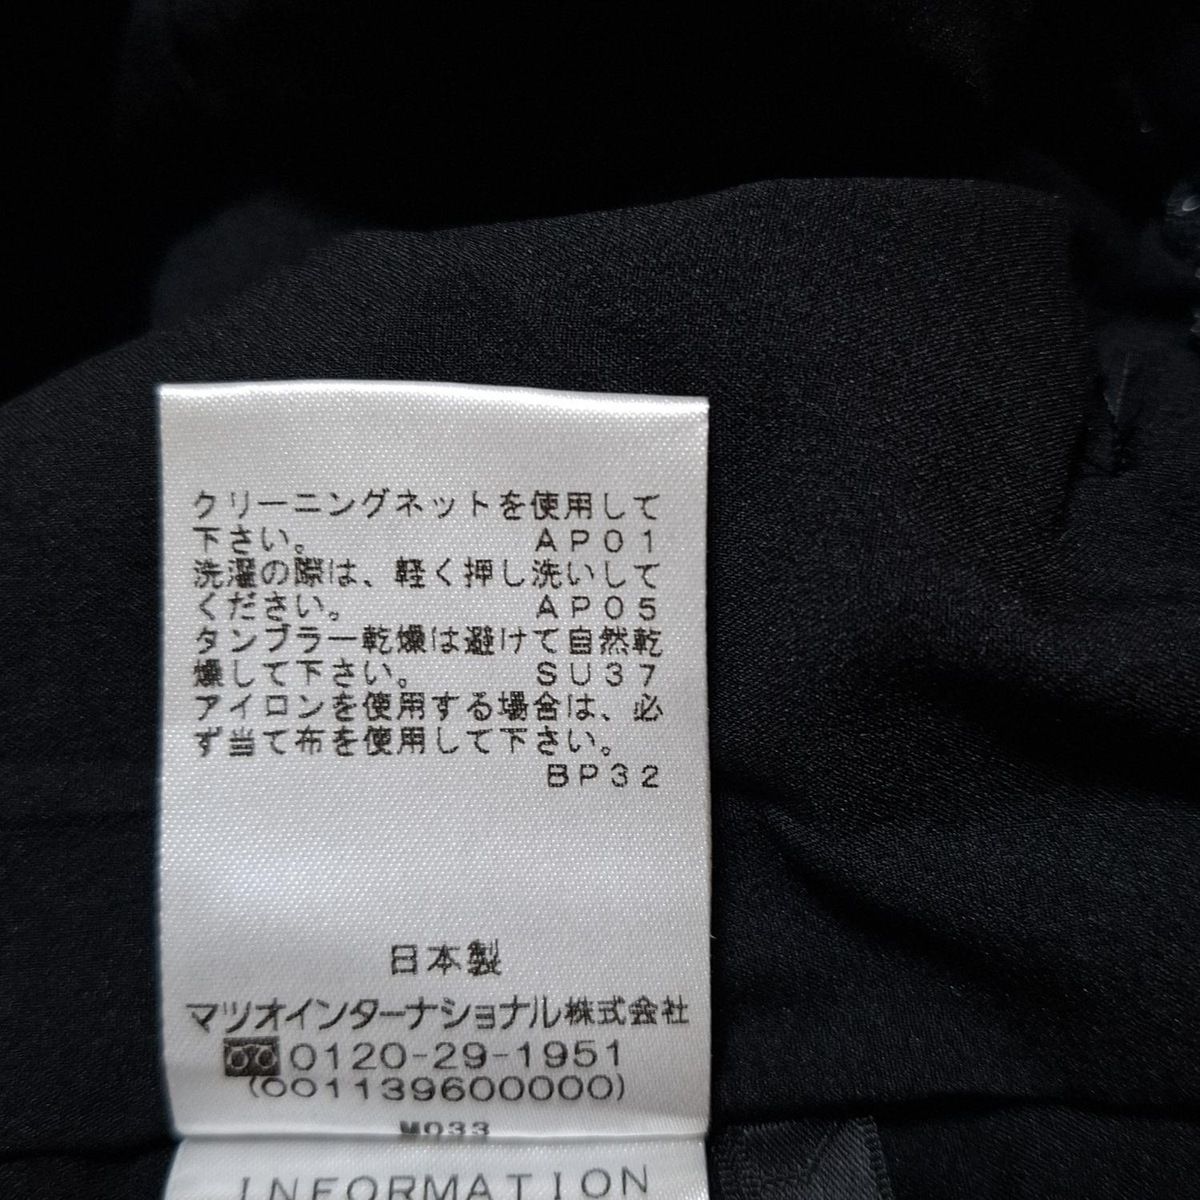 クリーニングネットを使用して
下さい。 AP01
洗濯の際は、軽く押し洗いして
ください。 AP05
タンブラー乾燥は避けて自然乾
燥して下さい。 SU37
アイロンを使用する場合は、必
ず当て布を使用して下さい。
BP32
日本製
マツオインターナショナル株式会社
0120-29-1951
(0011139600000)
M033
INFORMATION